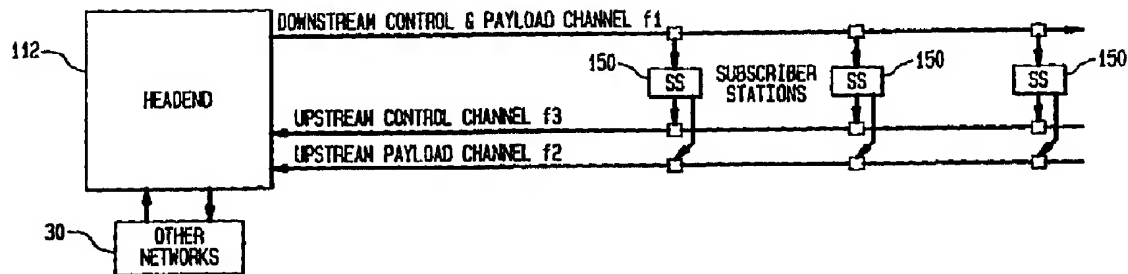 DOWNSTREAM CONTROL & PAYLOAD CHANNEL f1
112
HEADEND
150
SS
SUBSCRIBER
STATIONS
150
SS
150
SS
UPSTREAM CONTROL CHANNEL f3
UPSTREAM PAYLOAD CHANNEL f2
30
OTHER
NETWORKS